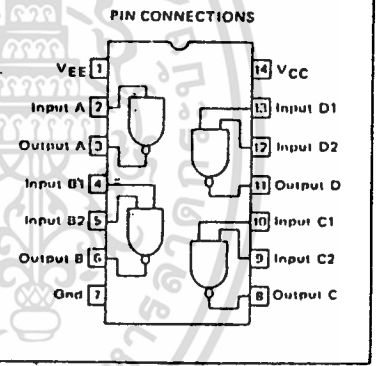 PIN CONNECTIONS
VEE 1
14 VCC
Input A 2
13 Input D1
Output A 3
12 Input D2
Input B1 4
11 Output D
Input B2 5
10 Input C1
Output B 6
9 Input C2
Gnd 7
8 Output C